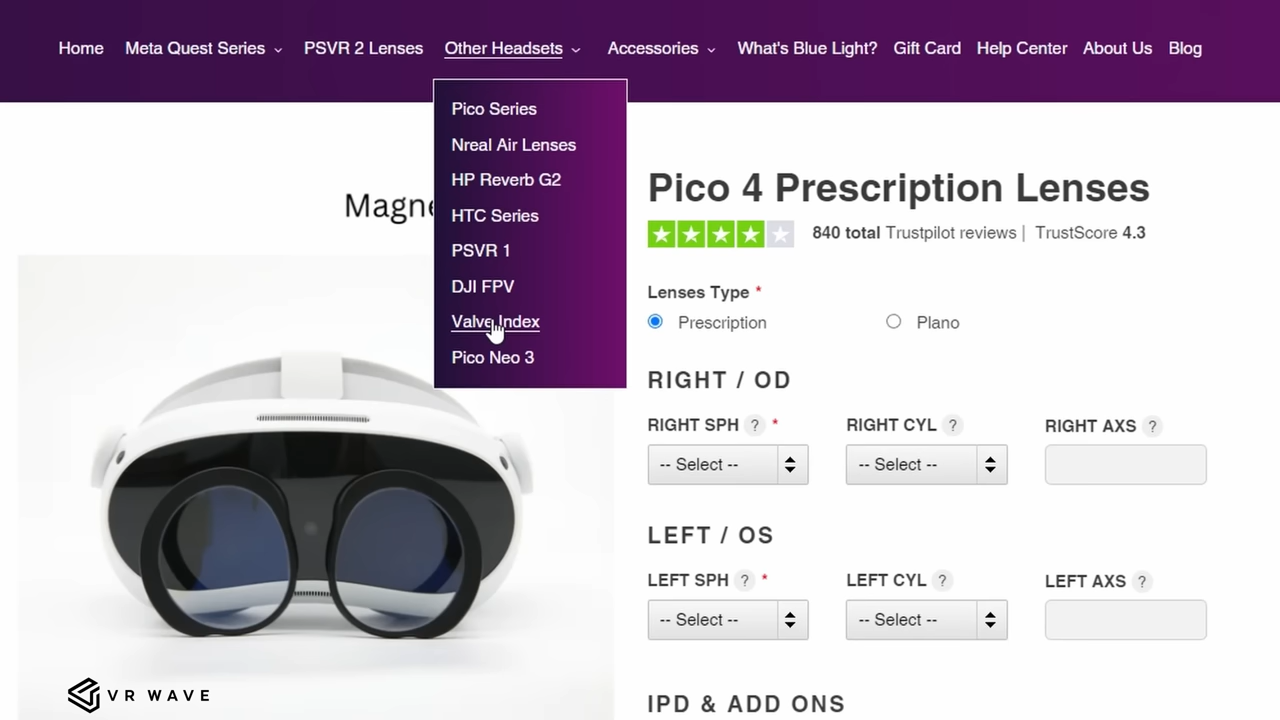 Home Meta Quest Series PSVR 2 Lenses Other Headsets Accessories What's Blue Light? Gift Card Help Center About Us Blog
Pico Series
Nreal Air Lenses
HP Reverb G2
HTC Series
PSVR 1
DJI FPV
Valve Index
Pico Neo 3
Magne
Pico 4 Prescription Lenses
840 total Trustpilot reviews | TrustScore 4.3
Lenses Type *
Prescription Plano
RIGHT / OD
RIGHT SPH ? * RIGHT CYL ? RIGHT AXS ?
-- Select -- -- Select --
LEFT / OS
LEFT SPH ? * LEFT CYL ? LEFT AXS ?
-- Select -- -- Select --
IPD & ADD ONS
VR WAVE